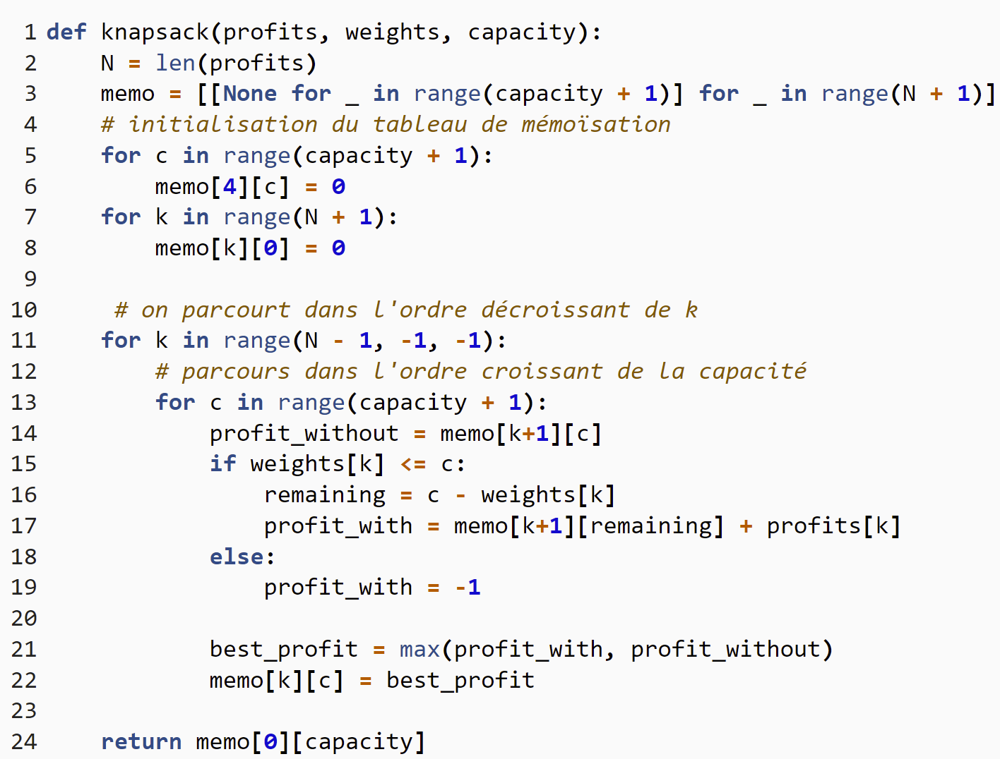 1 def knapsack(profits, weights, capacity):
2     N = len(profits)
3     memo = [[None for _ in range(capacity + 1)] for _ in range(N + 1)]
4     # initialisation du tableau de mémoïsation
5     for c in range(capacity + 1):
6         memo[4][c] = 0
7     for k in range(N + 1):
8         memo[k][0] = 0
9
10      # on parcourt dans l'ordre décroissant de k
11     for k in range(N - 1, -1, -1):
12         # parcours dans l'ordre croissant de la capacité
13         for c in range(capacity + 1):
14             profit_without = memo[k+1][c]
15             if weights[k] <= c:
16                 remaining = c - weights[k]
17                 profit_with = memo[k+1][remaining] + profits[k]
18             else:
19                 profit_with = -1
20
21             best_profit = max(profit_with, profit_without)
22             memo[k][c] = best_profit
23
24     return memo[0][capacity]